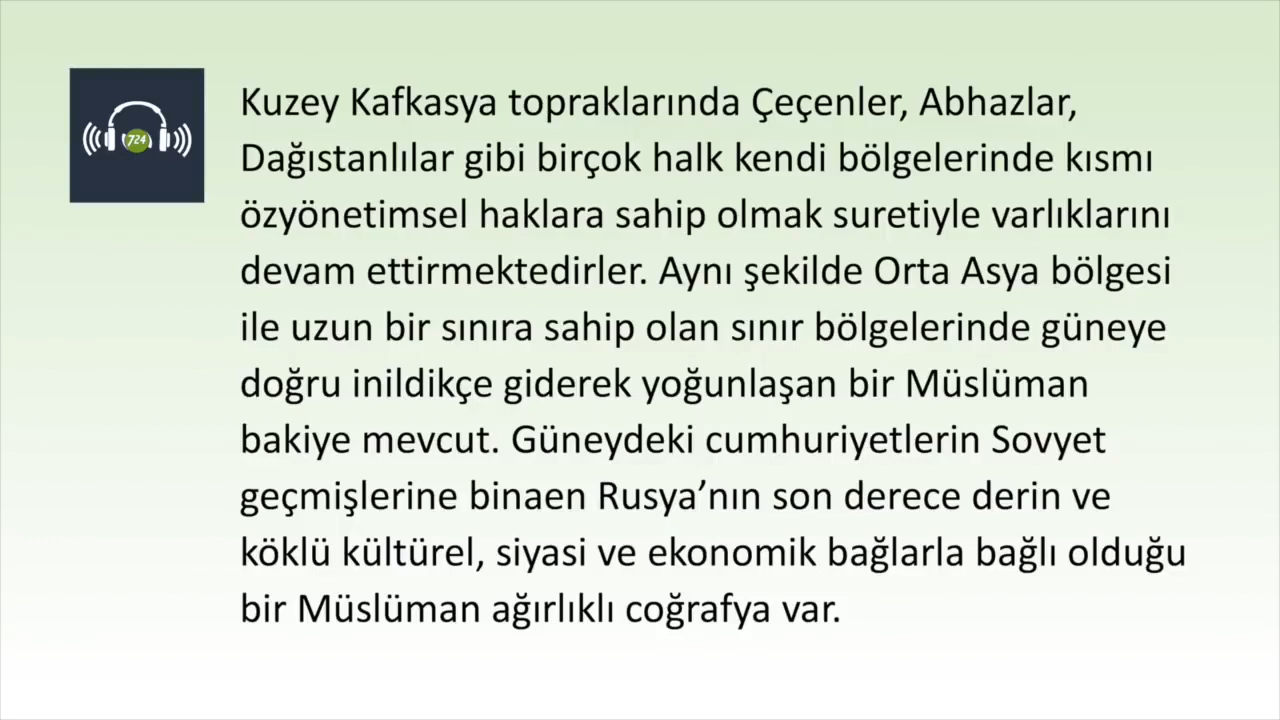 724
Kuzey Kafkasya topraklarında Çeçenler, Abhazlar,
Dağıstanlılar gibi birçok halk kendi bölgelerinde kısmı
özyönetimsel haklara sahip olmak suretiyle varlıklarını
devam ettirmektedirler. Aynı şekilde Orta Asya bölgesi
ile uzun bir sınıra sahip olan sınır bölgelerinde güneye
doğru inildikçe giderek yoğunlaşan bir Müslüman
bakiye mevcut. Güneydeki cumhuriyetlerin Sovyet
geçmişlerine binaen Rusya’nın son derece derin ve
köklü kültürel, siyasi ve ekonomik bağlarla bağlı olduğu
bir Müslüman ağırlıklı coğrafya var.